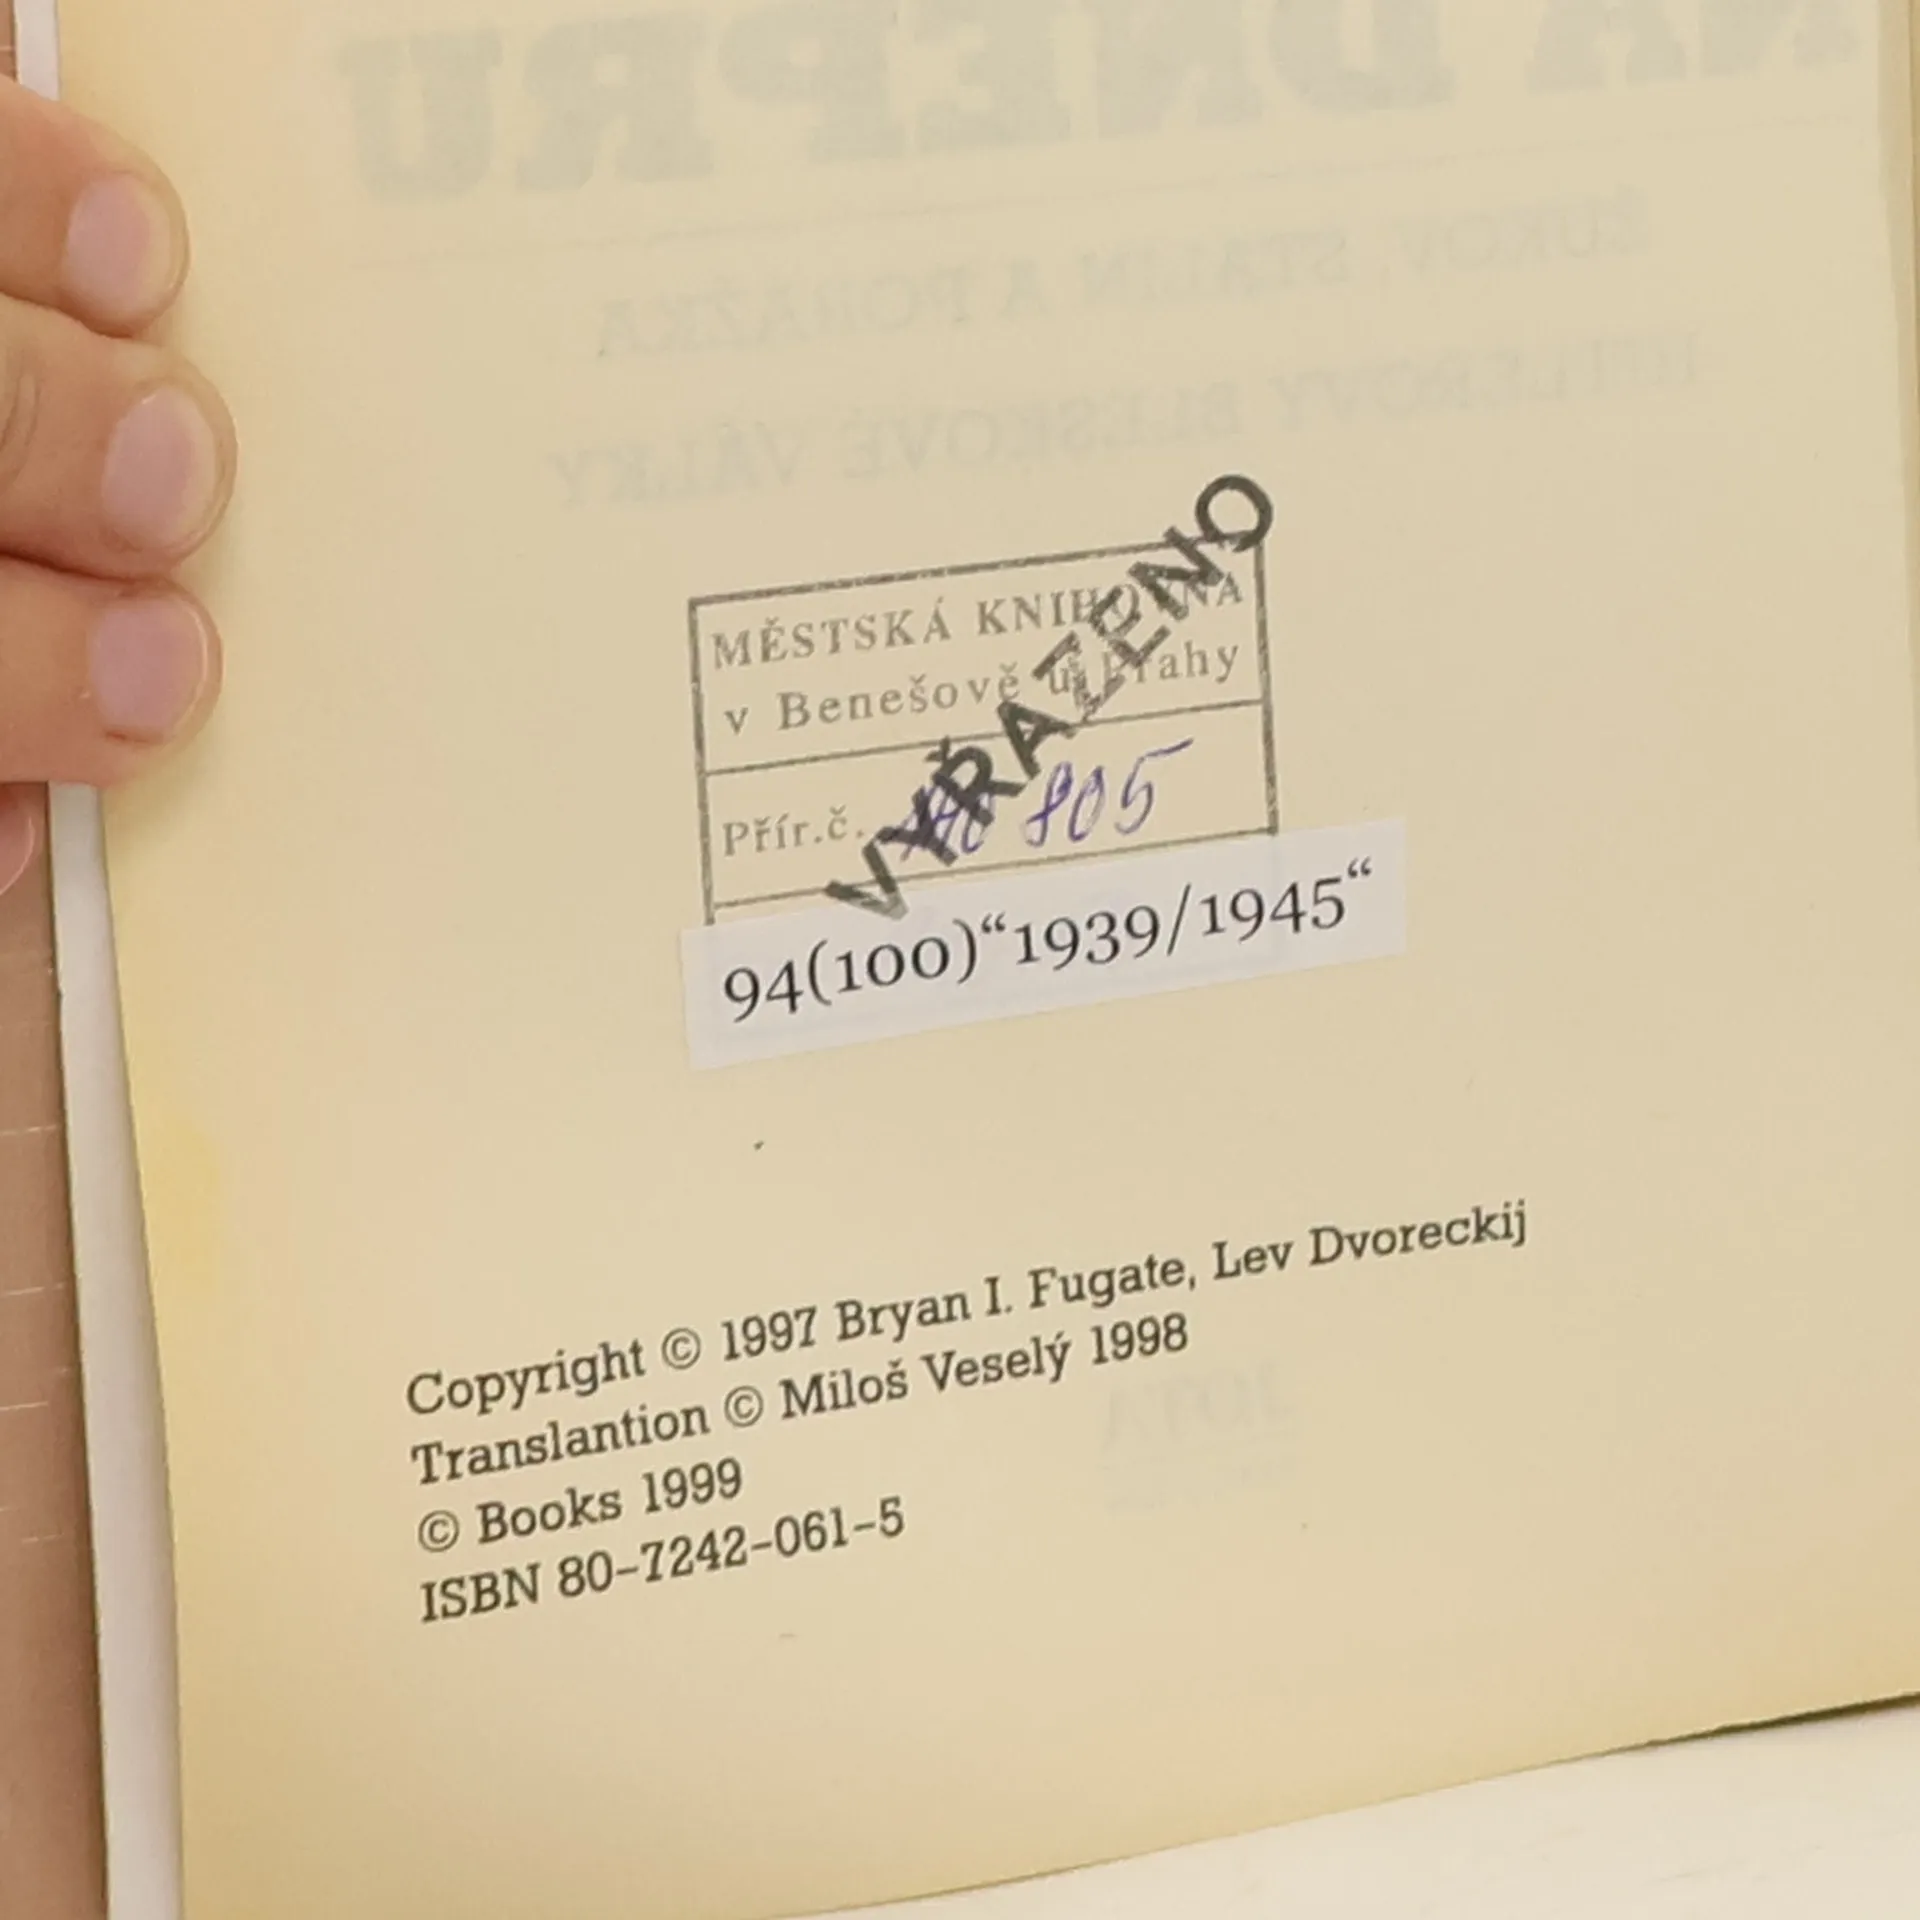 MĚSTSKÁ KNIHOVNA
v Benešově u Prahy
VYŘAZENO
Přír.č. 805
94(100)“1939/1945“
Copyright © 1997 Bryan I. Fugate, Lev Dvoreckij
Translantion © Miloš Veselý 1998
© Books 1999
ISBN 80-7242-061-5